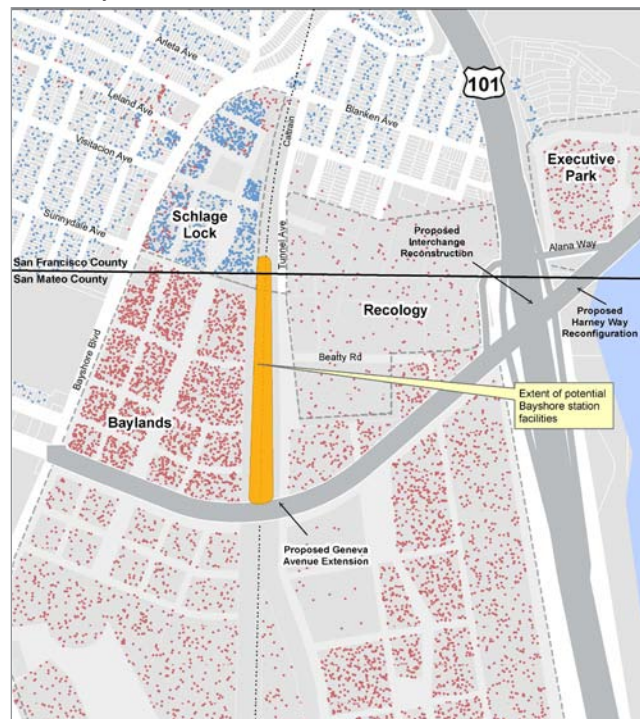 Arleta Ave
Leland Ave
Visitacion Ave
Sunnydale Ave
Blanken Ave
Caltrain
101
Executive
Park
Schlage
Lock
Tunnel Ave
Proposed
Interchange
Reconstruction
Alana Way
San Francisco County
San Mateo County
Recology
Proposed
Harney Way
Reconfiguration
Bayshore Blvd
Beatty Rd
Extent of potential
Bayshore station
facilities
Baylands
Proposed Geneva
Avenue Extension